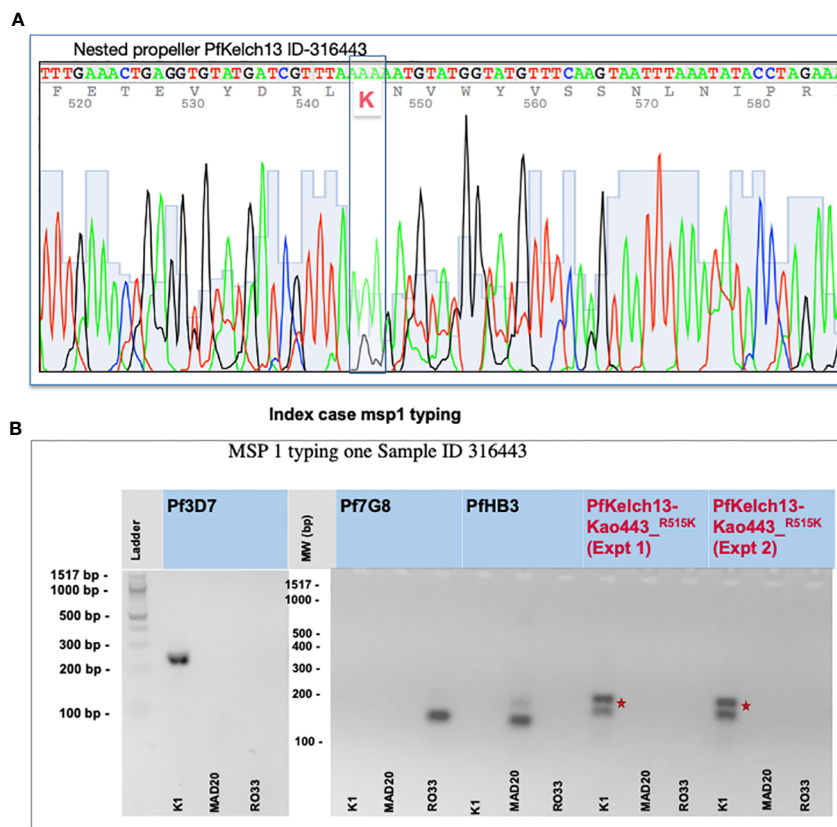 A
Nested propeller PfKelch13 ID-316443
TTTGAAACTGAGGTGTATGATCGTTTAAAAAATGTATGGTATGTTTCAAGTAATTTAAATATACCTAGAAA
F E T E V Y D R L K N V W Y V S S N L N I P R
520 530 540 550 560 570 580
Index case msp1 typing
B
MSP 1 typing one Sample ID 316443
Ladder
Pf3D7
MW (bp)
Pf7G8
PfHB3
PfKelch13-
Kao443_R515K
(Expt 1)
PfKelch13-
Kao443_R515K
(Expt 2)
1517 bp -
1000 bp -
500 bp -
300 bp -
200 bp -
100 bp -
1517 -
1000 -
500 -
400 -
300 -
200 -
100 -
K1 MAD20 RO33
K1 MAD20 RO33 K1 MAD20 RO33 K1 MAD20 RO33 K1 MAD20 RO33